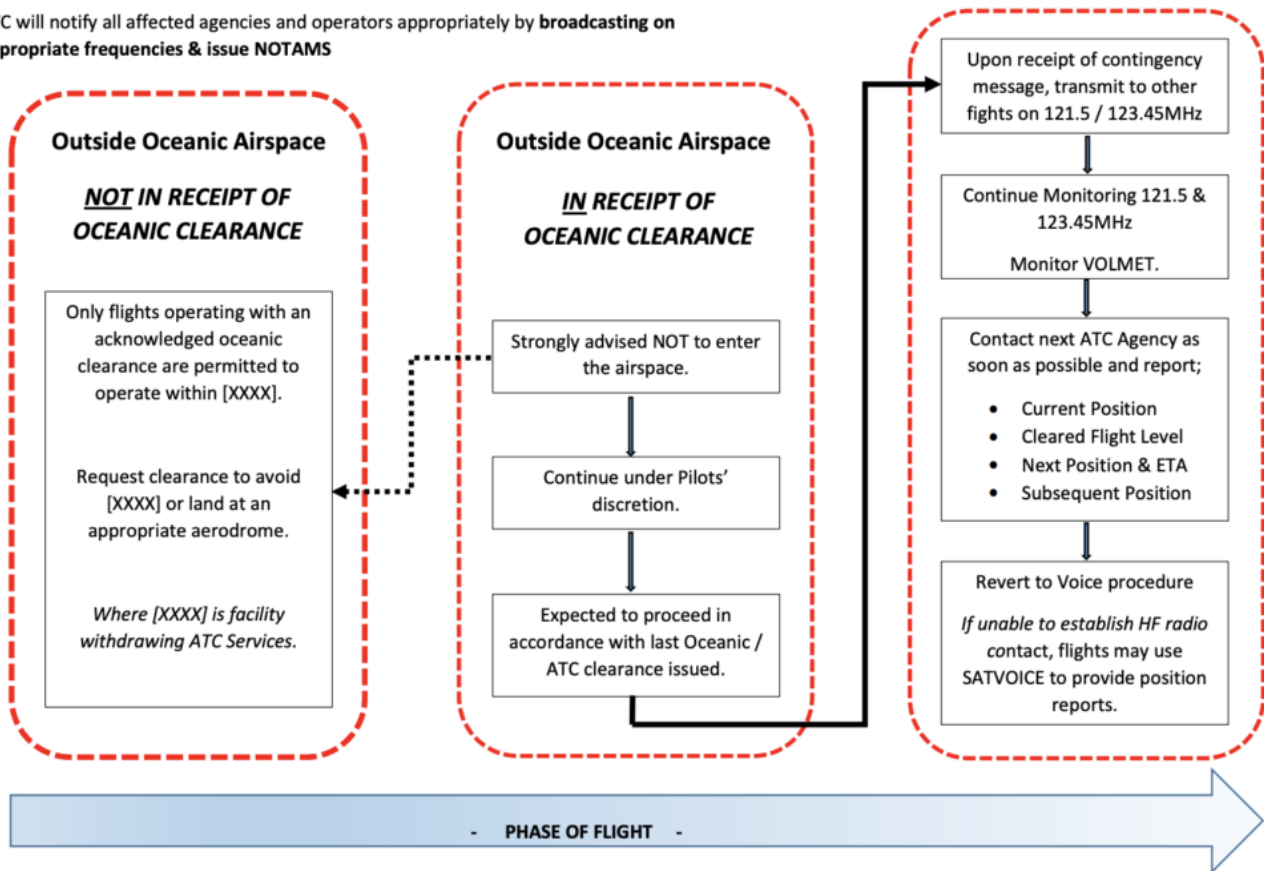 C will notify all affected agencies and operators appropriately by broadcasting on
propriate frequencies & issue NOTAMS
Outside Oceanic Airspace
NOT IN RECEIPT OF
OCEANIC CLEARANCE
Only flights operating with an
acknowledged oceanic
clearance are permitted to
operate within [XXXX].
Request clearance to avoid
[XXXX] or land at an
appropriate aerodrome.
Where [XXXX] is facility
withdrawing ATC Services.
Outside Oceanic Airspace
IN RECEIPT OF
OCEANIC CLEARANCE
Strongly advised NOT to enter
the airspace.
Continue under Pilots’
discretion.
Expected to proceed in
accordance with last Oceanic /
ATC clearance issued.
Upon receipt of contingency
message, transmit to other
fights on 121.5 / 123.45MHz
Continue Monitoring 121.5 &
123.45MHz
Monitor VOLMET.
Contact next ATC Agency as
soon as possible and report;
• Current Position
• Cleared Flight Level
• Next Position & ETA
• Subsequent Position
Revert to Voice procedure
If unable to establish HF radio
contact, flights may use
SATVOICE to provide position
reports.
- PHASE OF FLIGHT -